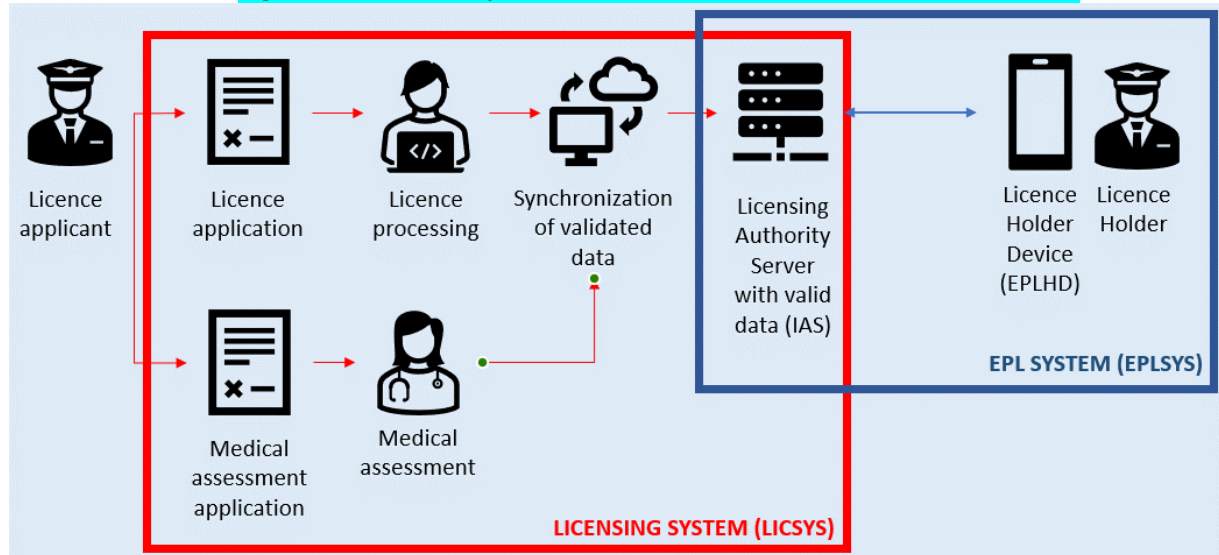 Licence
applicant
Licence
application
Licence
processing
Synchronization
of validated
data
Licensing
Authority
Server
with valid
data (IAS)
Licence
Holder
Device
(EPLHD)
Licence
Holder
</>
Medical
assessment
application
Medical
assessment
EPL SYSTEM (EPLSYS)
LICENSING SYSTEM (LICSYS)